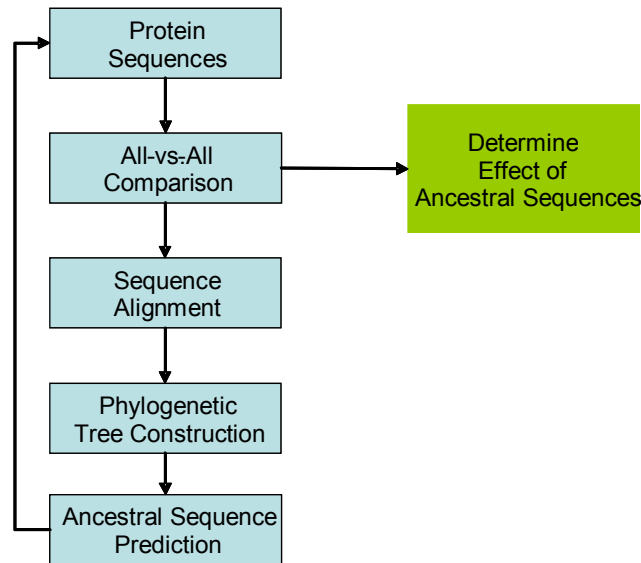 Protein
Sequences
All-vs-All
Comparison
Determine
Effect of
Ancestral Sequences
Sequence
Alignment
Phylogenetic
Tree Construction
Ancestral Sequence
Prediction